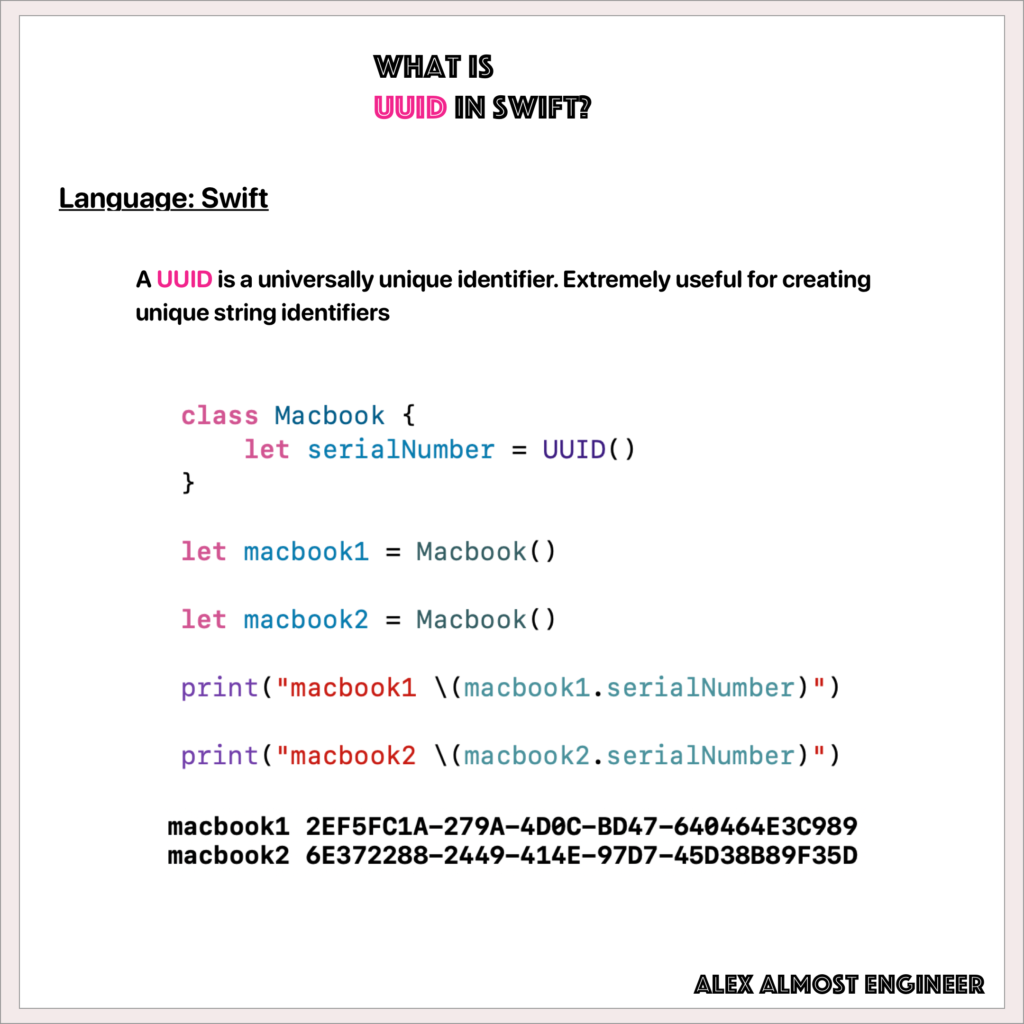 WHAT IS
UUID IN SWIFT?
Language: Swift
A UUID is a universally unique identifier. Extremely useful for creating
unique string identifiers
class Macbook {
    let serialNumber = UUID()
}
let macbook1 = Macbook()
let macbook2 = Macbook()
print("macbook1 \(macbook1.serialNumber)")
print("macbook2 \(macbook2.serialNumber)")
macbook1 2EF5FC1A-279A-4D0C-BD47-640464E3C989
macbook2 6E372288-2449-414E-97D7-45D38B89F35D
ALEX ALMOST ENGINEER